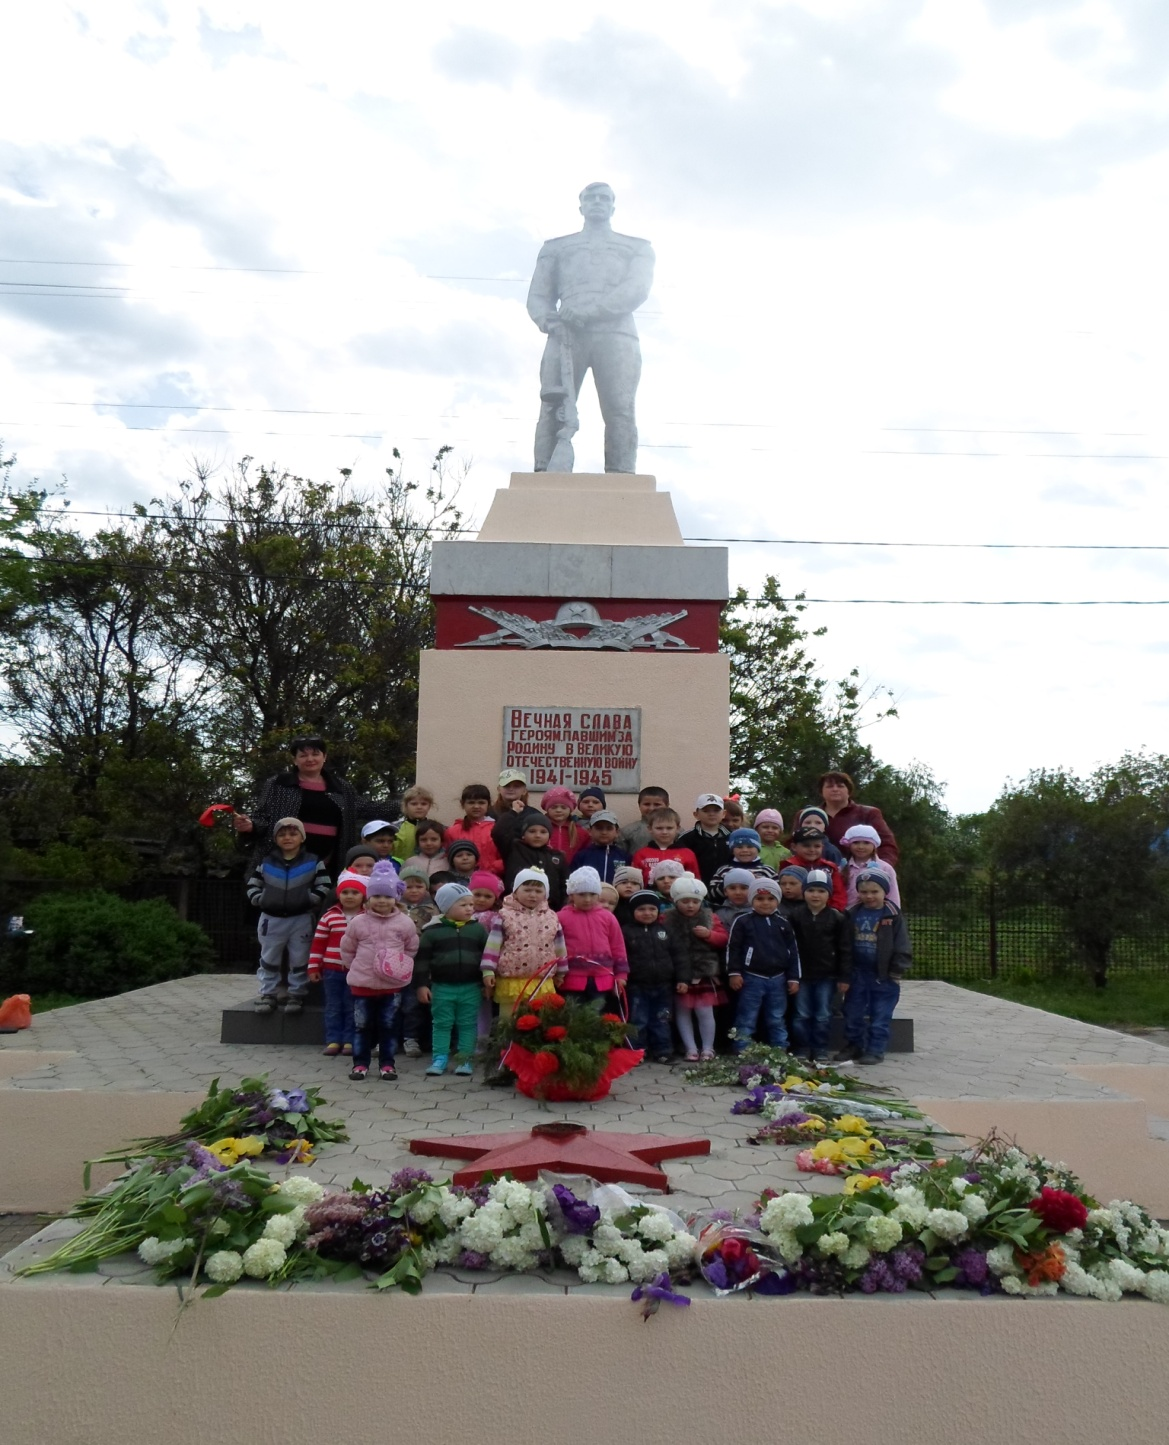 ВЕЧНАЯ СЛАВА
ГЕРОЯМ, ПАВШИМ ЗА
РОДИНУ В ВЕЛИКУЮ
ОТЕЧЕСТВЕННУЮ ВОЙНУ
1941-1945